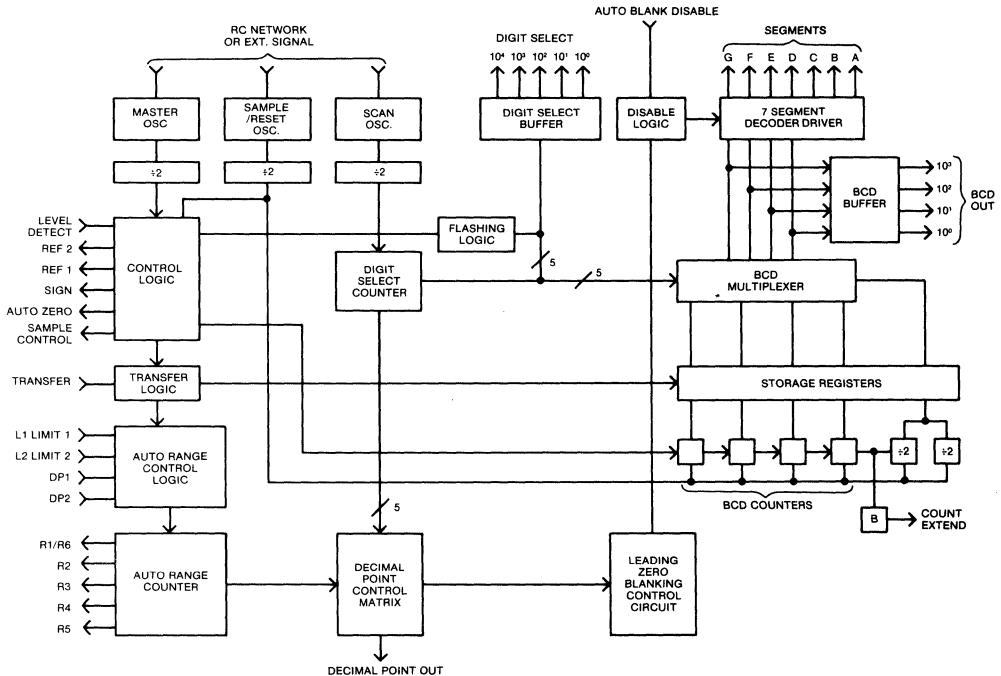 AUTO BLANK DISABLE
RC NETWORK
OR EXT. SIGNAL
DIGIT SELECT
10⁴ 10³ 10² 10¹ 10⁰
SEGMENTS
G F E D C B A
MASTER
OSC
SAMPLE
/RESET
OSC.
SCAN
OSC.
DIGIT SELECT
BUFFER
DISABLE
LOGIC
7 SEGMENT
DECODER DRIVER
÷2
÷2
÷2
BCD
BUFFER
10³
10²
10¹
10⁰
BCD
OUT
LEVEL
DETECT
REF 2
REF 1
SIGN
AUTO ZERO
SAMPLE
CONTROL
CONTROL
LOGIC
FLASHING
LOGIC
5
5
DIGIT
SELECT
COUNTER
BCD
MULTIPLEXER
TRANSFER
TRANSFER
LOGIC
STORAGE REGISTERS
L1 LIMIT 1
L2 LIMIT 2
DP1
DP2
AUTO RANGE
CONTROL
LOGIC
÷2
÷2
BCD COUNTERS
B
COUNT
EXTEND
5
R1/R6
R2
R3
R4
R5
AUTO RANGE
COUNTER
DECIMAL
POINT
CONTROL
MATRIX
LEADING
ZERO
BLANKING
CONTROL
CIRCUIT
DECIMAL POINT OUT